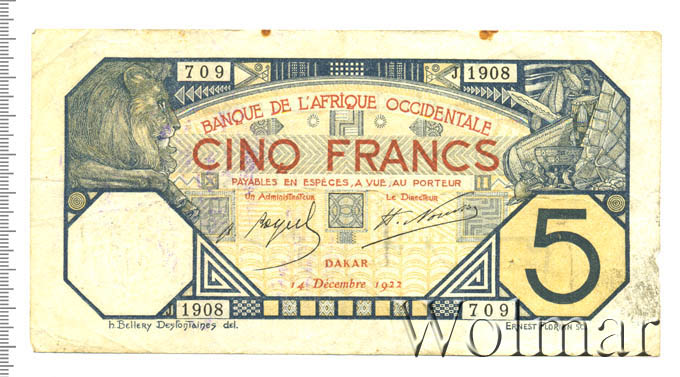 709
J. 1908
BANQUE DE L'AFRIQUE OCCIDENTALE
CINQ FRANCS
PAYABLES EN ESPÈCES, A VUE, AU PORTEUR
Un Administrateur
Le Directeur
DAKAR
14 Décembre 1922
5
J. 1908
709
h. Bellery Desfontaines del.
ERNEST FLORIAN SC.
Wolmar